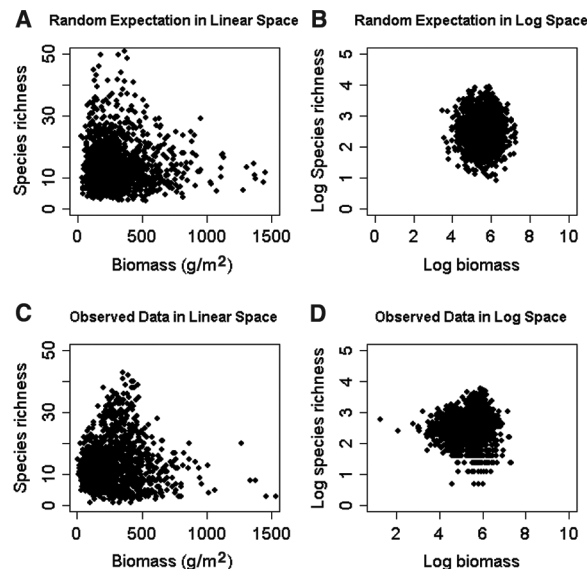 A Random Expectation in Linear Space
Species richness
50
30
10
0
0 500 1000 1500
Biomass (g/m²)
B Random Expectation in Log Space
Log Species richness
5
4
3
2
1
0
0 2 4 6 8 10
Log biomass
C Observed Data in Linear Space
Species richness
50
30
10
0
0 500 1000 1500
Biomass (g/m²)
D Observed Data in Log Space
Log species richness
5
4
3
2
1
0
2 4 6 8 10
Log biomass